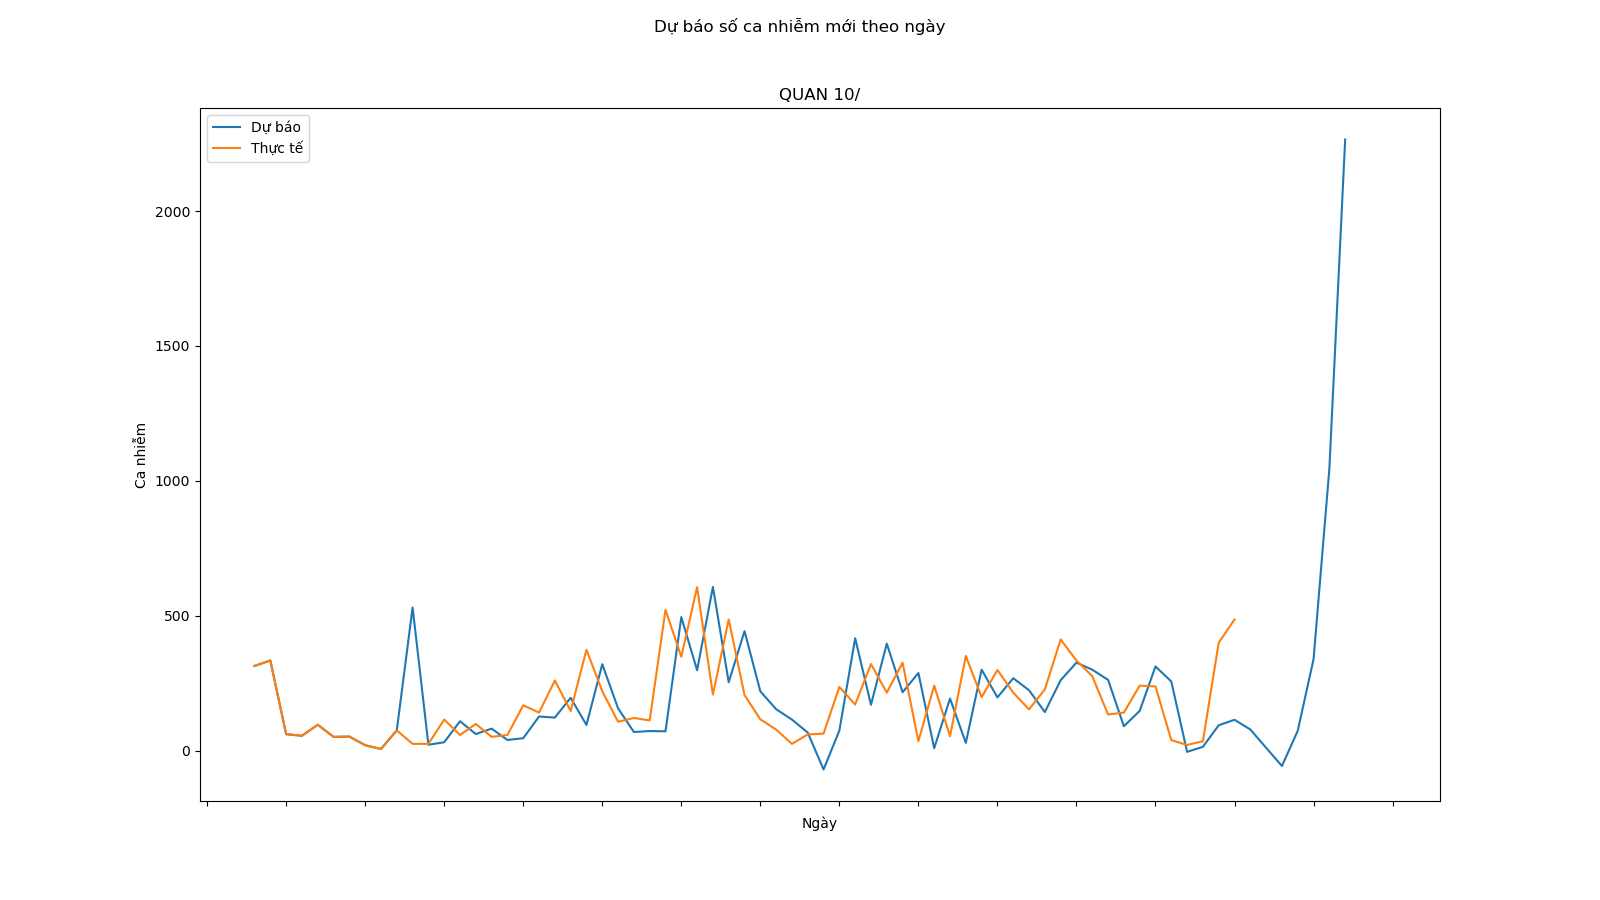 Dự báo số ca nhiễm mới theo ngày
QUAN 10/
Dự báo
Thực tế
2000
1500
1000
500
0
Ca nhiễm
Ngày